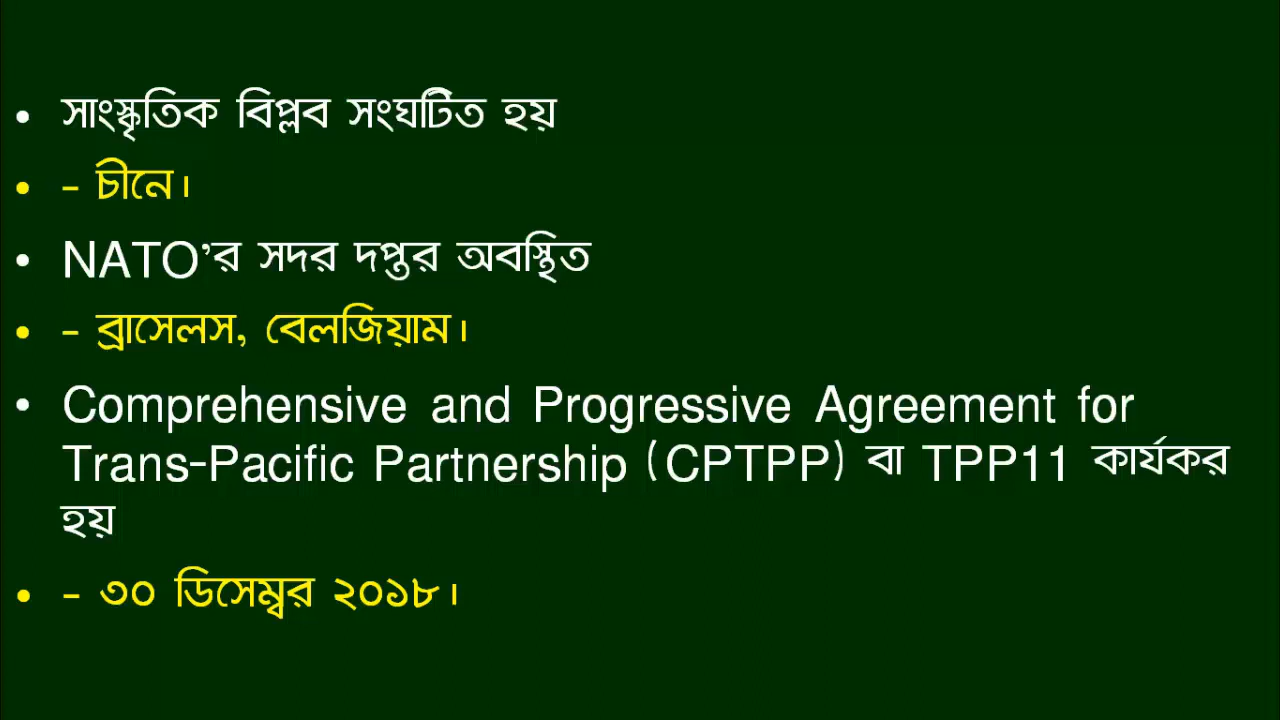 • সাংস্কৃতিক বিপ্লব সংঘটিত হয়
• - চীনে।
• NATO’র সদর দপ্তর অবস্থিত
• - ব্রাসেলস, বেলজিয়াম।
• Comprehensive and Progressive Agreement for
Trans-Pacific Partnership (CPTPP) বা TPP11 কার্যকর
হয়
• - ৩০ ডিসেম্বর ২০১৮।